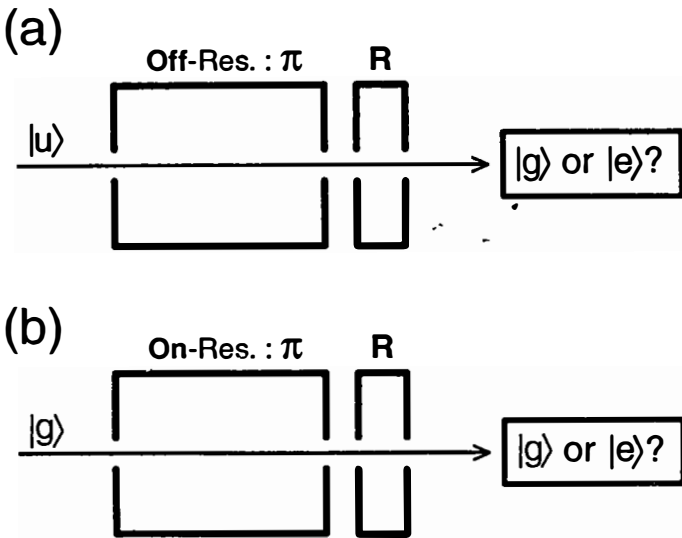 (a)
Off-Res. : π R
|u⟩
|g⟩ or |e⟩?
(b)
On-Res. : π R
|g⟩
|g⟩ or |e⟩?